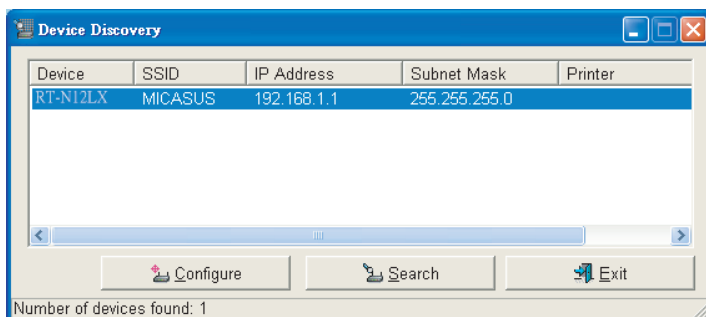 Device Discovery
Device SSID IP Address Subnet Mask Printer
RT-N12LX MICASUS 192.168.1.1 255.255.255.0
Configure Search Exit
Number of devices found: 1